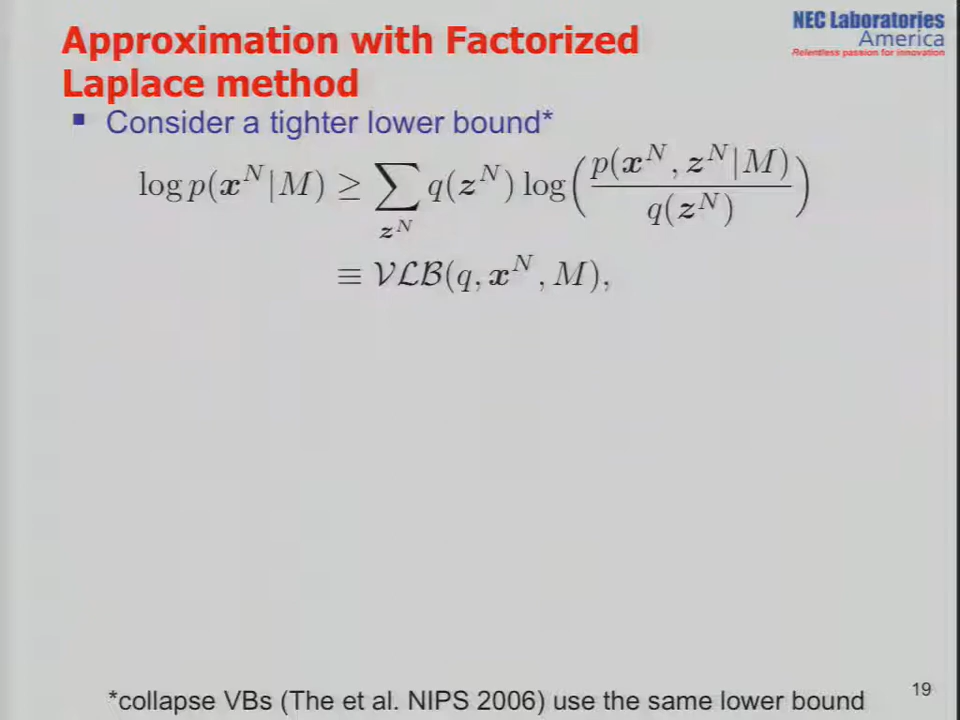 Approximation with Factorized
Laplace method
NEC Laboratories
America
Relentless passion for innovation
▪ Consider a tighter lower bound*
log p(x^N|M) ≥ ∑_{z^N} q(z^N) log( p(x^N, z^N|M) / q(z^N) )
≡ VLB(q, x^N, M),
19
*collapse VBs (The et al. NIPS 2006) use the same lower bound